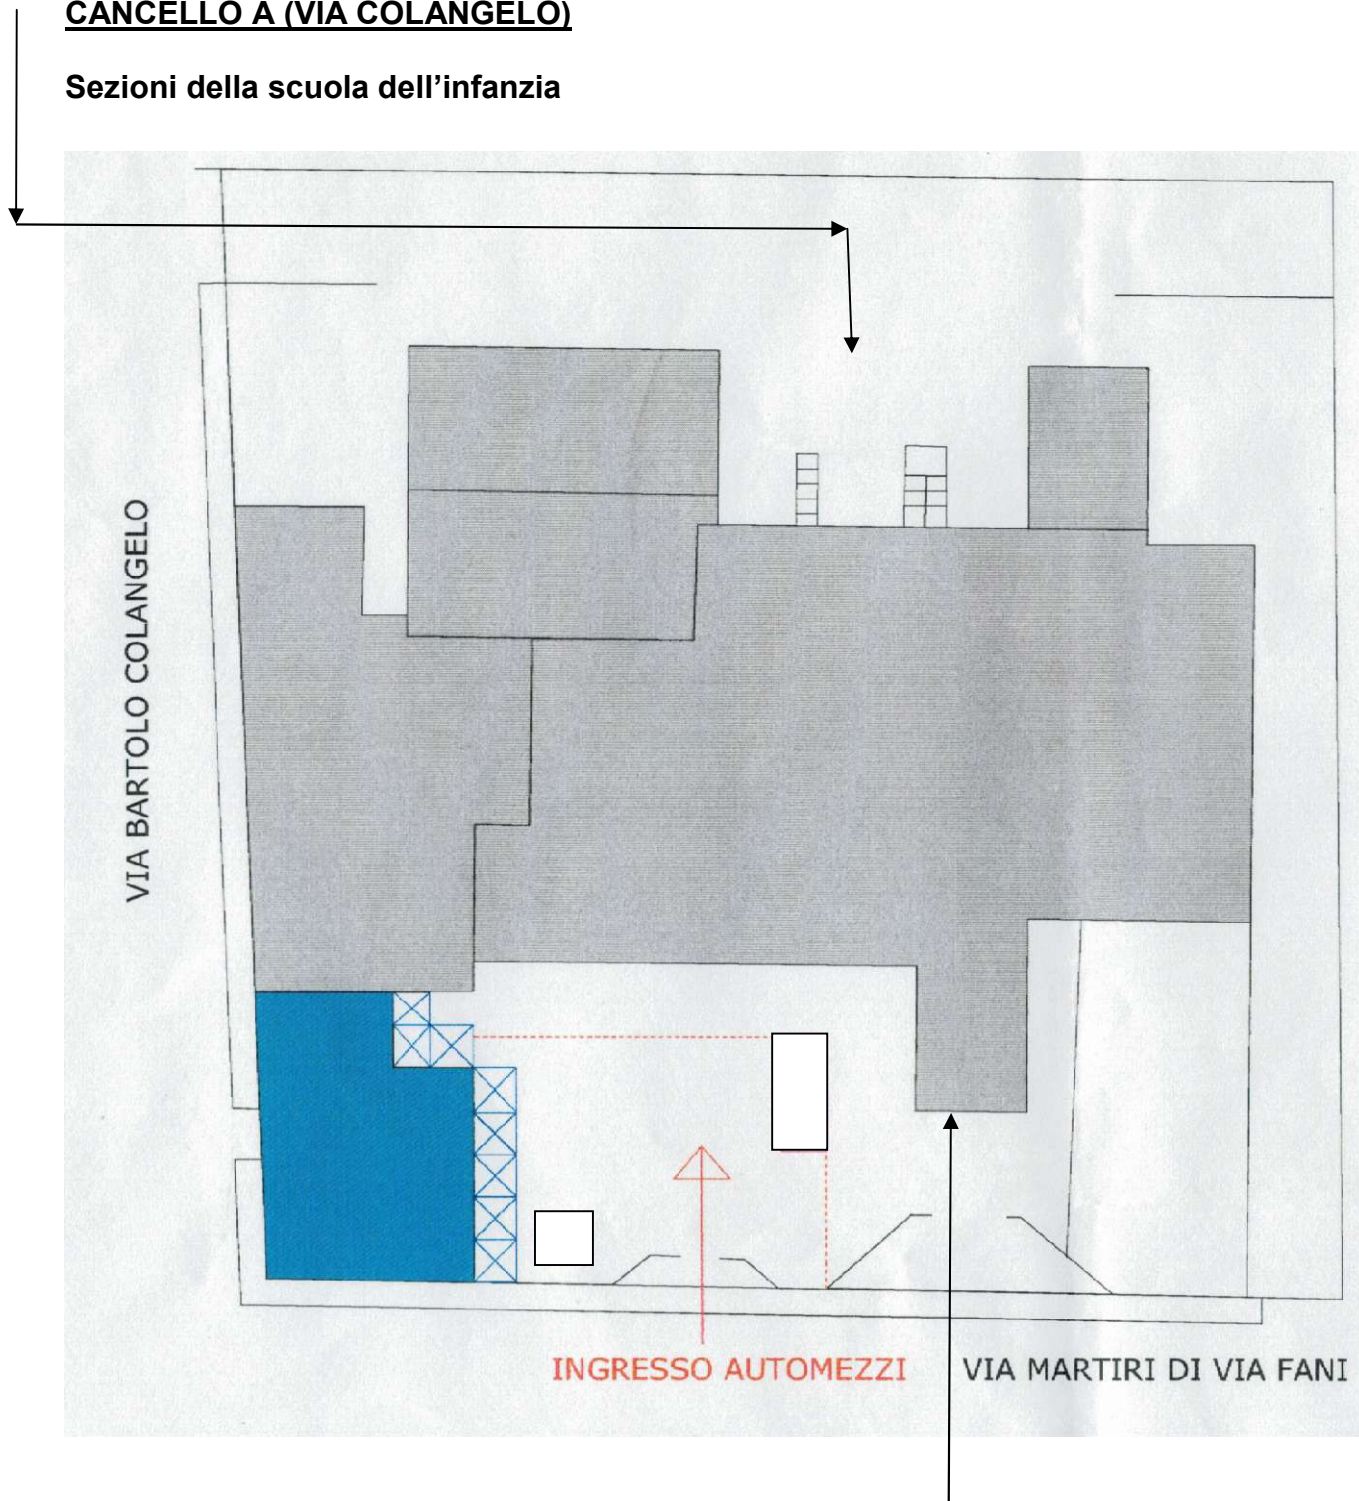 CANCELLO A (VIA COLANGELO)
Sezioni della scuola dell’infanzia
VIA BARTOLO COLANGELO
INGRESSO AUTOMEZZI
VIA MARTIRI DI VIA FANI